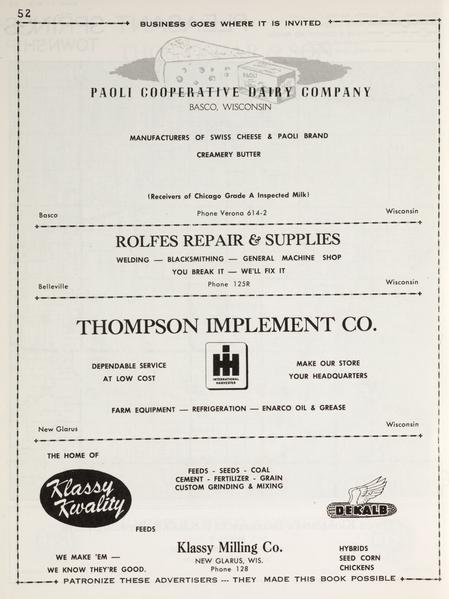 52
BUSINESS GOES WHERE IT IS INVITED
PAOLI
PAOLI COOPERATIVE DAIRY COMPANY
BASCO, WISCONSIN
MANUFACTURERS OF SWISS CHEESE & PAOLI BRAND
CREAMERY BUTTER
(Receivers of Chicago Grade A Inspected Milk)
Basco Phone Verona 614-2 Wisconsin
ROLFES REPAIR & SUPPLIES
WELDING — BLACKSMITHING — GENERAL MACHINE SHOP
YOU BREAK IT — WE'LL FIX IT
Belleville Phone 125R Wisconsin
THOMPSON IMPLEMENT CO.
DEPENDABLE SERVICE
AT LOW COST
IH
INTERNATIONAL
HARVESTER
MAKE OUR STORE
YOUR HEADQUARTERS
FARM EQUIPMENT — REFRIGERATION — ENARCO OIL & GREASE
New Glarus Wisconsin
THE HOME OF
Klassy
Kwality
FEEDS
FEEDS - SEEDS - COAL
CEMENT - FERTILIZER - GRAIN
CUSTOM GRINDING & MIXING
DEKALB
WE MAKE 'EM —
WE KNOW THEY'RE GOOD.
Klassy Milling Co.
NEW GLARUS, WIS.
Phone 128
HYBRIDS
SEED CORN
CHICKENS
PATRONIZE THESE ADVERTISERS --- THEY MADE THIS BOOK POSSIBLE